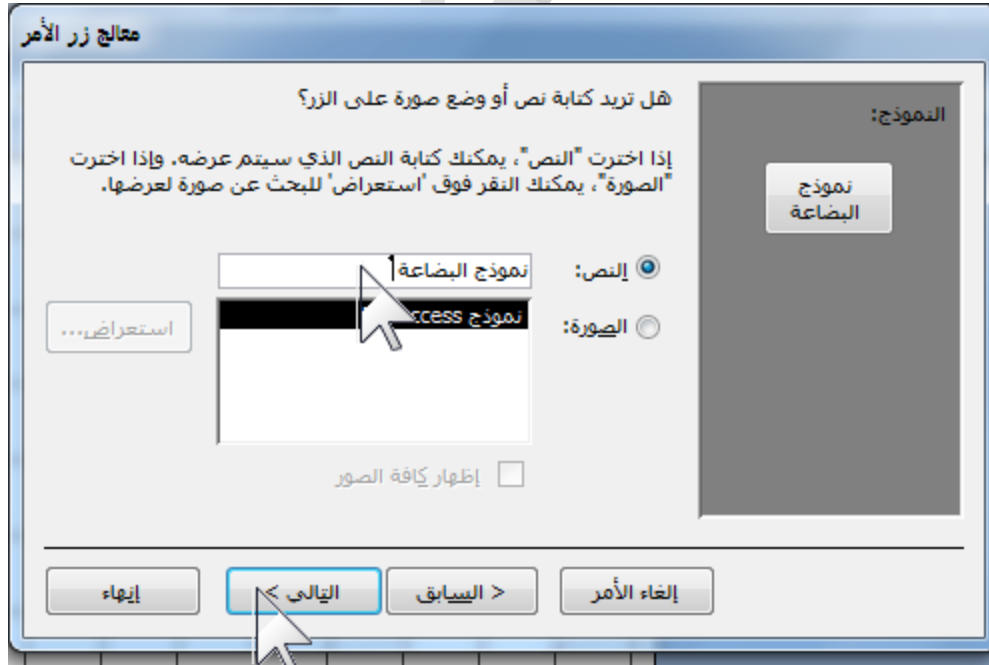 معالج زر الأمر
النموذج:
نموذج
البضاعة
هل تريد كتابة نص أو وضع صورة على الزر؟
إذا اخترت "النص"، يمكنك كتابة النص الذي سيتم عرضه. وإذا اخترت
"الصورة"، يمكنك النقر فوق 'استعراض' للبحث عن صورة لعرضها.
النص:
نموذج البضاعة
الصورة:
نموذج
استعراض...
إظهار كافة الصور
إلغاء الأمر
< السابق
التالي >
إنهاء